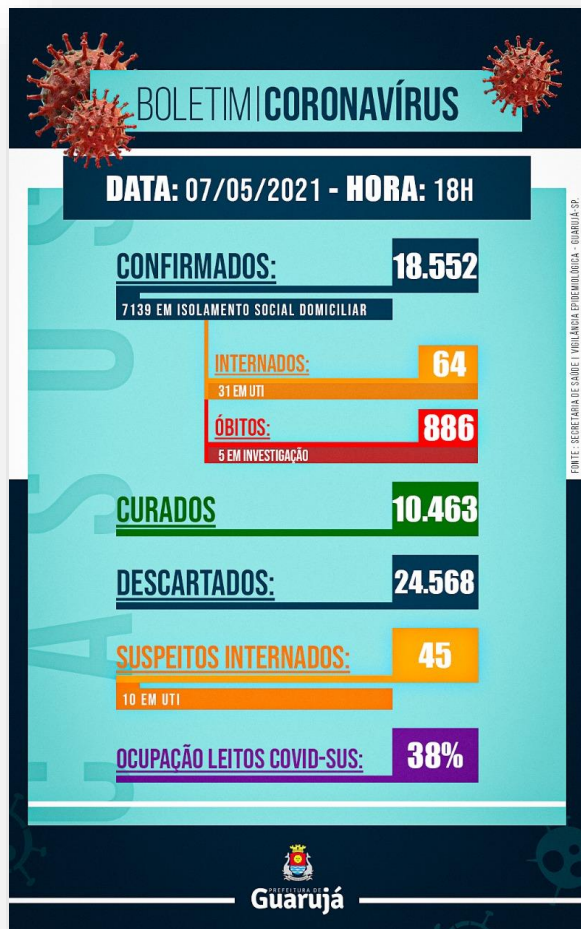 BOLETIM|CORONAVÍRUS
DATA: 07/05/2021 - HORA: 18H
CASOS
CONFIRMADOS: 18.552
7139 EM ISOLAMENTO SOCIAL DOMICILIAR
INTERNADOS: 64
31 EM UTI
ÓBITOS: 886
5 EM INVESTIGAÇÃO
CURADOS 10.463
DESCARTADOS: 24.568
SUSPEITOS INTERNADOS: 45
10 EM UTI
OCUPAÇÃO LEITOS COVID-SUS: 38%
FONTE: SECRETARIA DE SAÚDE | VIGILÂNCIA EPIDEMIOLÓGICA - GUARUJÁ-SP.
PREFEITURA DE
Guarujá